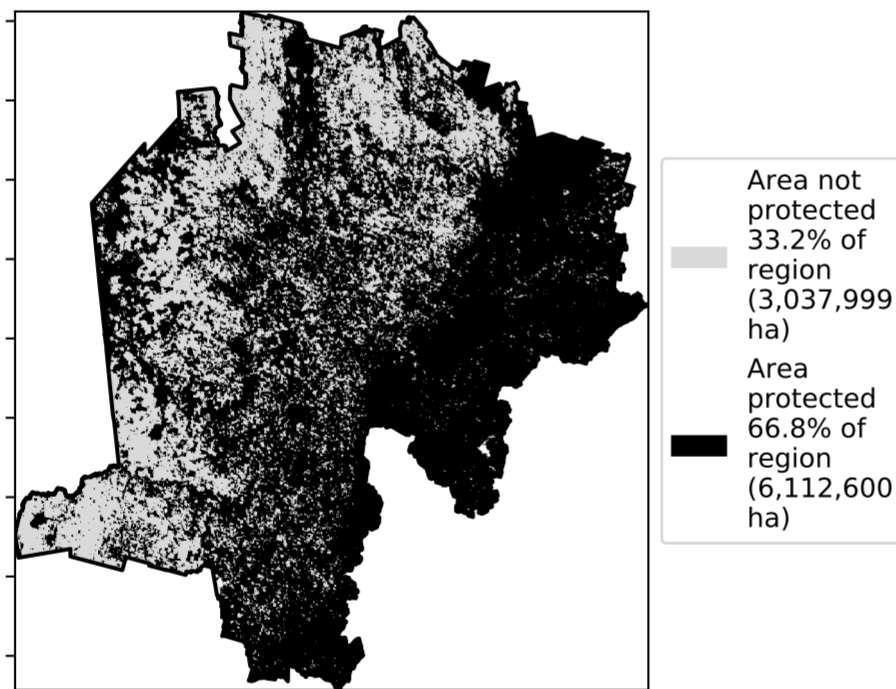 Area not
protected
33.2% of
region
(3,037,999
ha)
Area
protected
66.8% of
region
(6,112,600
ha)